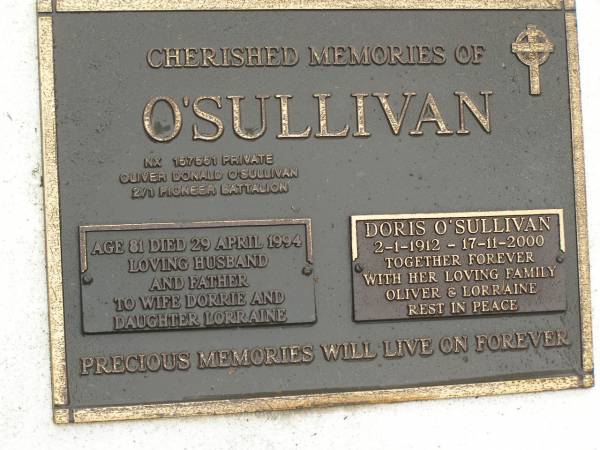 CHERISHED MEMORIES OF
O'SULLIVAN
NX 157551 PRIVATE
OLIVER DONALD O'SULLIVAN
2/1 PIONEER BATTALION
AGE 81 DIED 29 APRIL 1994
LOVING HUSBAND
AND FATHER
TO WIFE DORRIE AND
DAUGHTER LORRAINE
DORIS O'SULLIVAN
2-1-1912 - 17-11-2000
TOGETHER FOREVER
WITH HER LOVING FAMILY
OLIVER & LORRAINE
REST IN PEACE
PRECIOUS MEMORIES WILL LIVE ON FOREVER